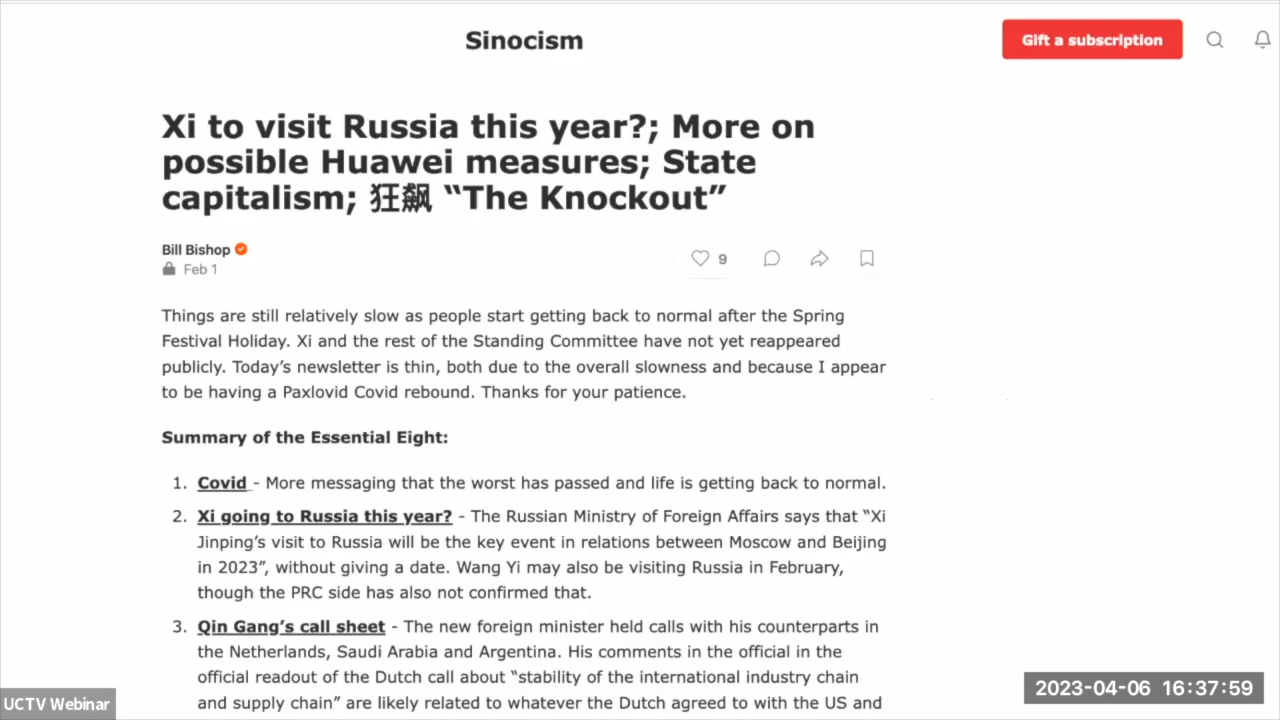 Sinocism
Gift a subscription
Xi to visit Russia this year?; More on
possible Huawei measures; State
capitalism; 狂飙 “The Knockout”
Bill Bishop
Feb 1
9
Things are still relatively slow as people start getting back to normal after the Spring
Festival Holiday. Xi and the rest of the Standing Committee have not yet reappeared
publicly. Today’s newsletter is thin, both due to the overall slowness and because I appear
to be having a Paxlovid Covid rebound. Thanks for your patience.
Summary of the Essential Eight:
1. Covid - More messaging that the worst has passed and life is getting back to normal.
2. Xi going to Russia this year? - The Russian Ministry of Foreign Affairs says that “Xi
Jinping’s visit to Russia will be the key event in relations between Moscow and Beijing
in 2023”, without giving a date. Wang Yi may also be visiting Russia in February,
though the PRC side has also not confirmed that.
3. Qin Gang’s call sheet - The new foreign minister held calls with his counterparts in
the Netherlands, Saudi Arabia and Argentina. His comments in the official in the
official readout of the Dutch call about “stability of the international industry chain
and supply chain” are likely related to whatever the Dutch agreed to with the US and
UCTV Webinar
2023-04-06 16:37:59